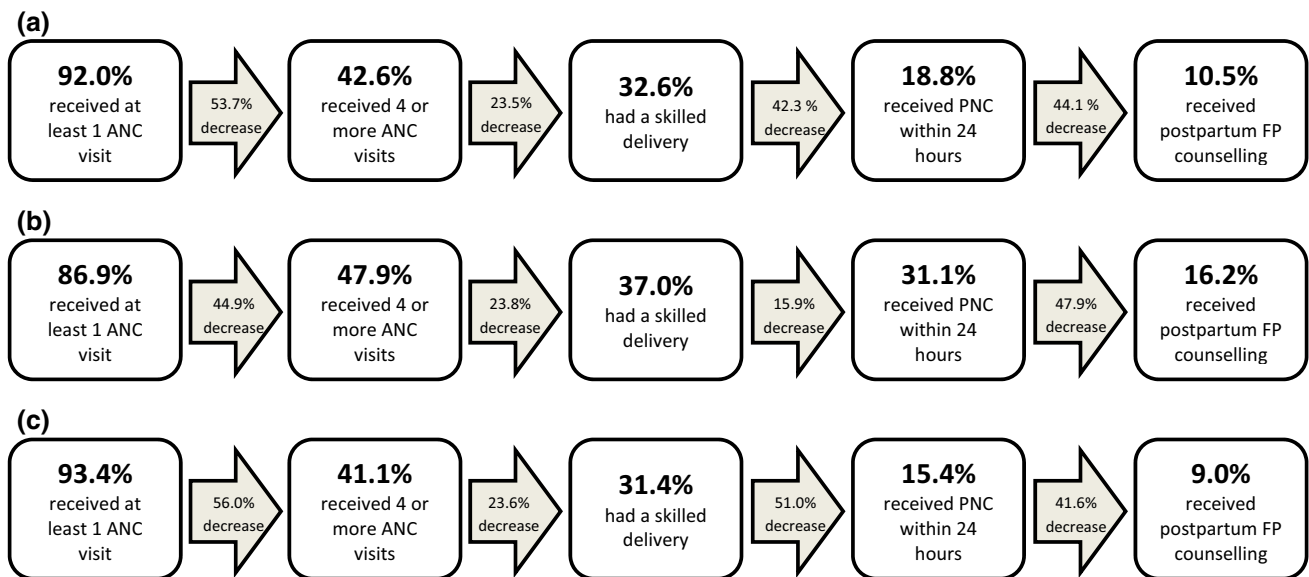 (a)
92.0%
received at
least 1 ANC
visit
53.7%
decrease
42.6%
received 4 or
more ANC
visits
23.5%
decrease
32.6%
had a skilled
delivery
42.3 %
decrease
18.8%
received PNC
within 24
hours
44.1 %
decrease
10.5%
received
postpartum FP
counselling
(b)
86.9%
received at
least 1 ANC
visit
44.9%
decrease
47.9%
received 4 or
more ANC
visits
23.8%
decrease
37.0%
had a skilled
delivery
15.9%
decrease
31.1%
received PNC
within 24
hours
47.9%
decrease
16.2%
received
postpartum FP
counselling
(c)
93.4%
received at
least 1 ANC
visit
56.0%
decrease
41.1%
received 4 or
more ANC
visits
23.6%
decrease
31.4%
had a skilled
delivery
51.0%
decrease
15.4%
received PNC
within 24
hours
41.6%
decrease
9.0%
received
postpartum FP
counselling